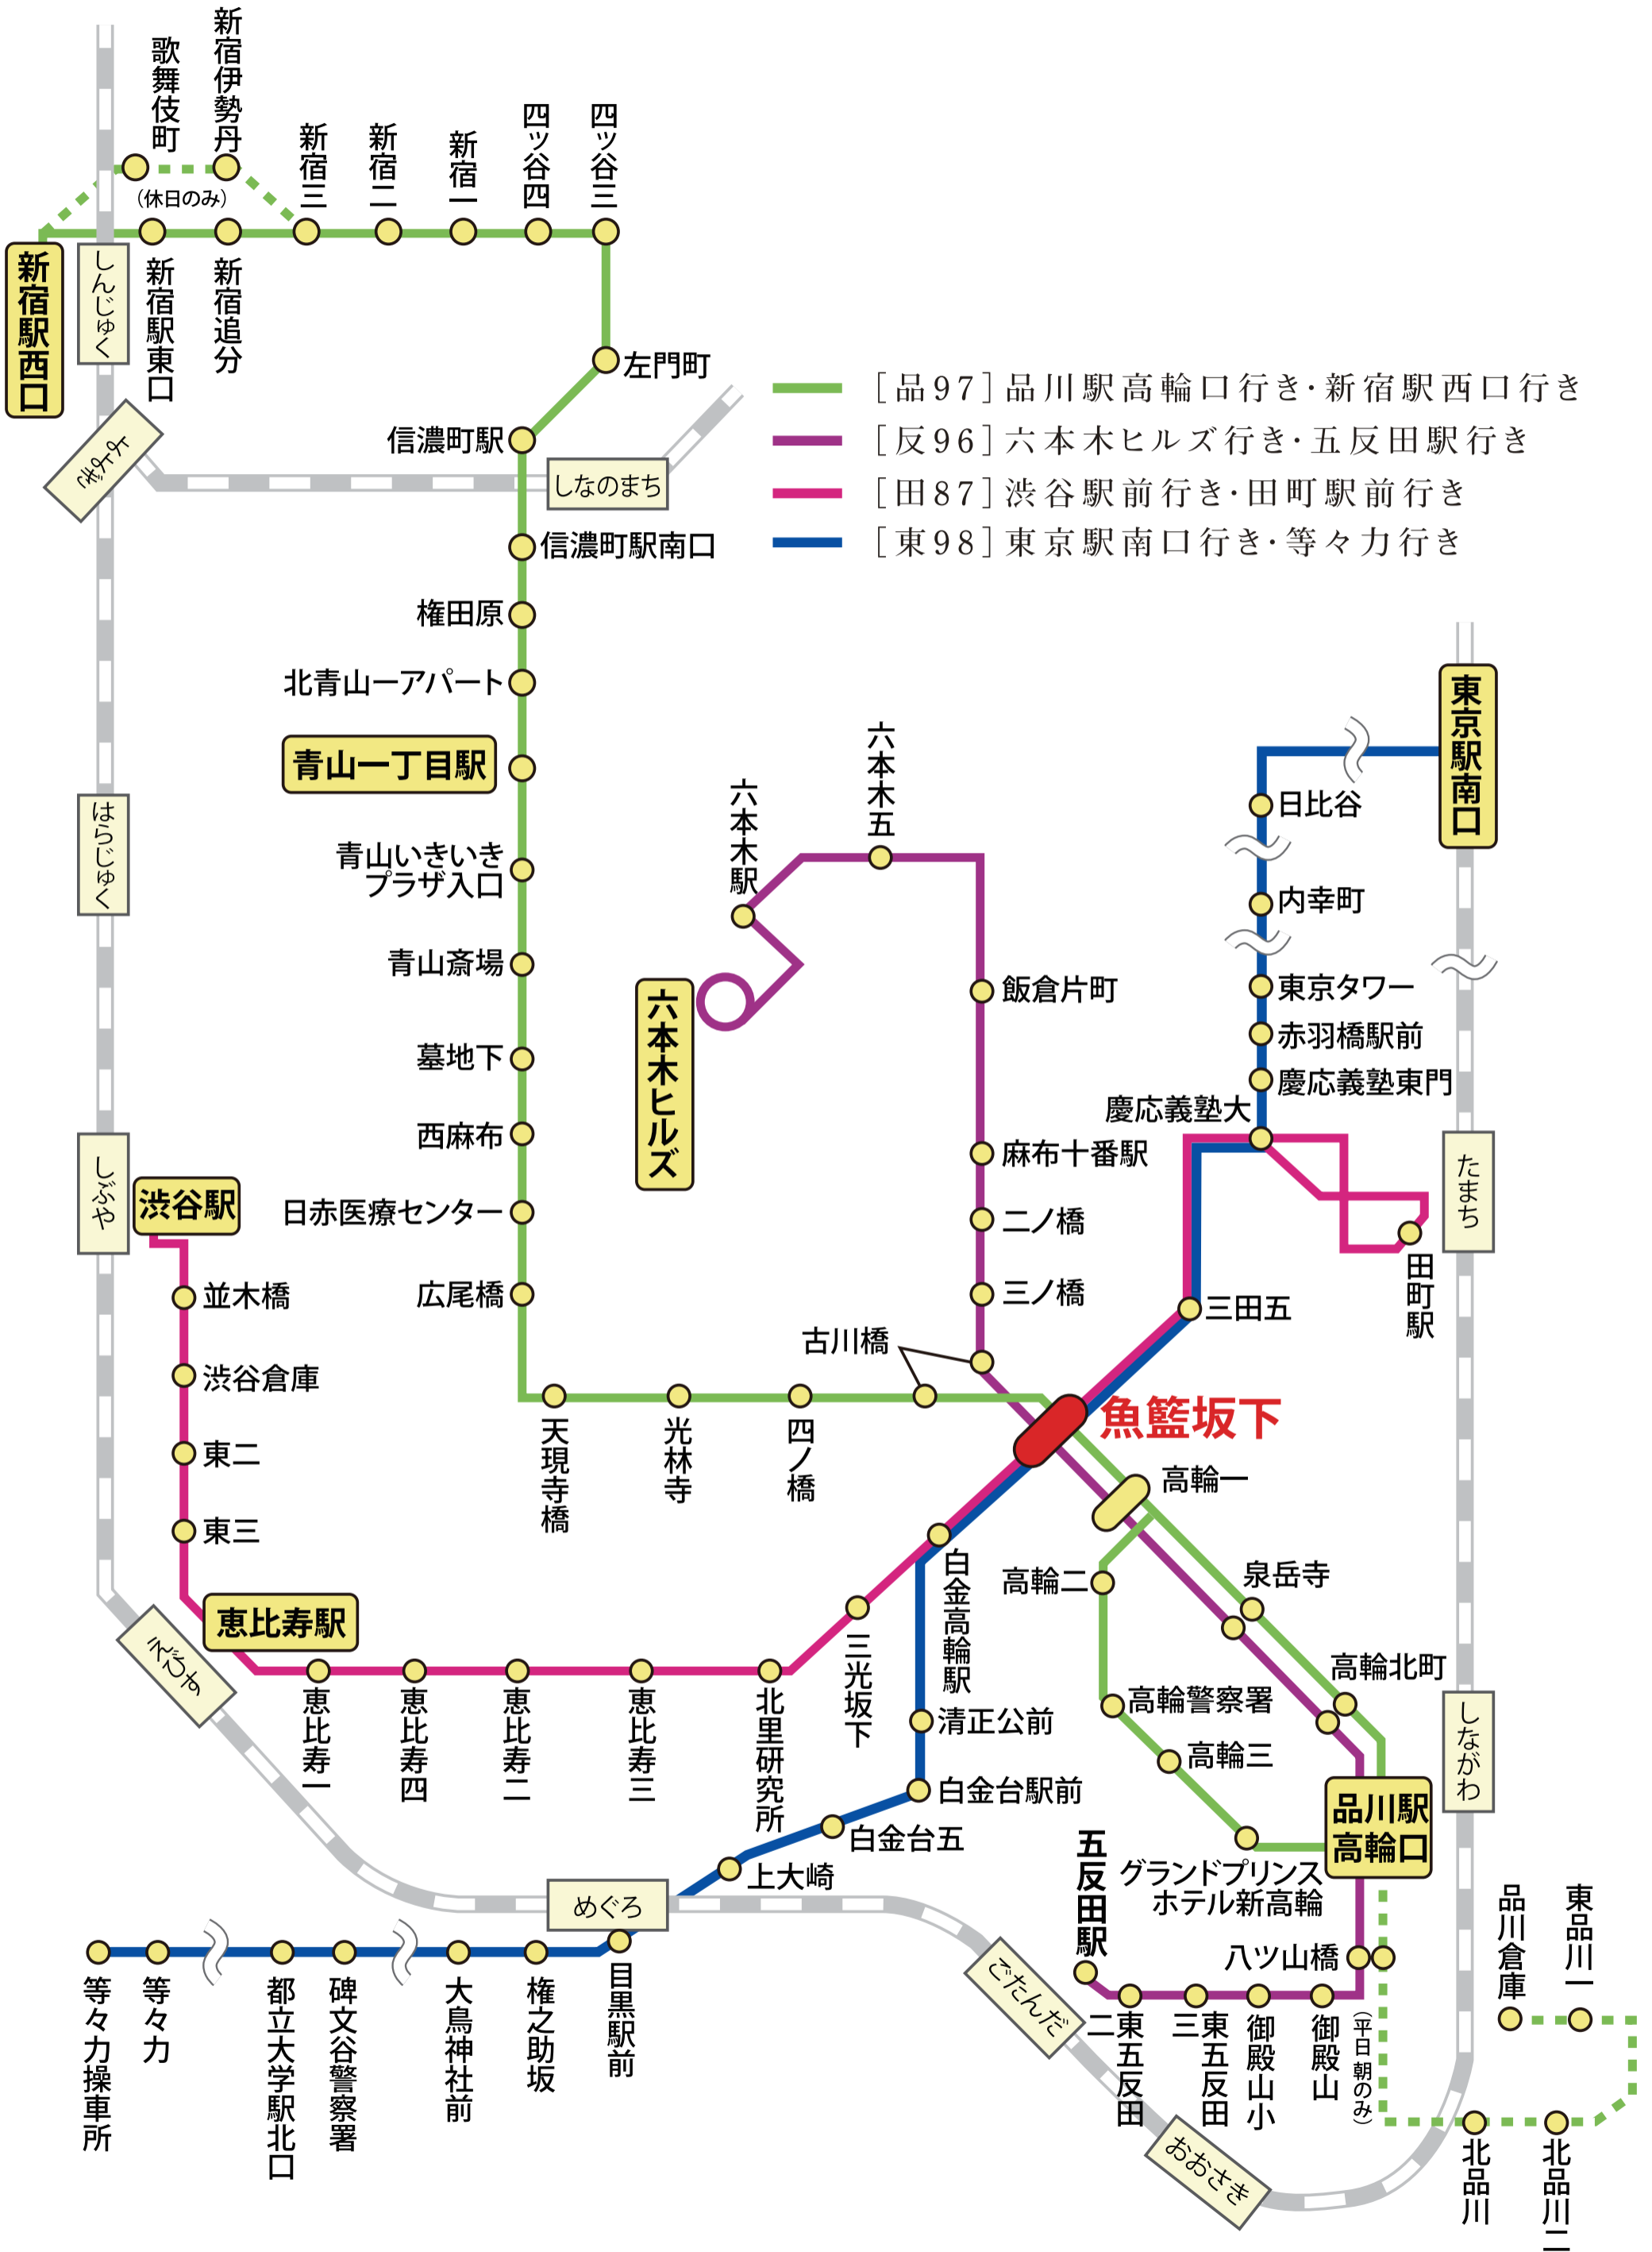 歌舞伎町
新宿伊勢丹
（休日のみ）
新宿三
新宿二
新宿一
四ッ谷四
四ッ谷三
新宿駅西口
しんじゅく
新宿駅東口
新宿追分
左門町
よよぎ
信濃町駅
しなのまち
信濃町駅南口
権田原
北青山一アパート
青山一丁目駅
青山いきいき
プラザ入口
青山斎場
墓地下
西麻布
日赤医療センター
広尾橋
［品97］品川駅高輪口行き・新宿駅西口行き
［反96］六本木ヒルズ行き・五反田駅行き
［田87］渋谷駅前行き・田町駅前行き
［東98］東京駅南口行き・等々力行き
はらじゅく
しぶや
渋谷駅
並木橋
渋谷倉庫
東二
東三
恵比寿駅
えびす
六本木駅
六本木五
六本木ヒルズ
飯倉片町
麻布十番駅
二ノ橋
三ノ橋
古川橋
東京駅南口
日比谷
内幸町
東京タワー
赤羽橋駅前
慶応義塾東門
慶応義塾大
たまち
田町駅
三田五
魚籃坂下
天現寺橋
光林寺
四ノ橋
高輪一
高輪二
泉岳寺
高輪北町
高輪警察署
高輪三
しながわ
品川駅
高輪口
グランドプリンス
ホテル新高輪
白金高輪駅
三光坂下
清正公前
白金台駅前
白金台五
上大崎
恵比寿一
恵比寿四
恵比寿二
恵比寿三
北里研究所
めぐろ
五反田駅
八ツ山橋
ごたんだ
品川倉庫
東品川一
等々力操車所
等々力
都立大学駅北口
碑文谷警察署
大鳥神社前
権之助坂
目黒駅前
東五反田二
東五反田三
御殿山小
御殿山
（平日 朝のみ）
おおさき
北品川
北品川二